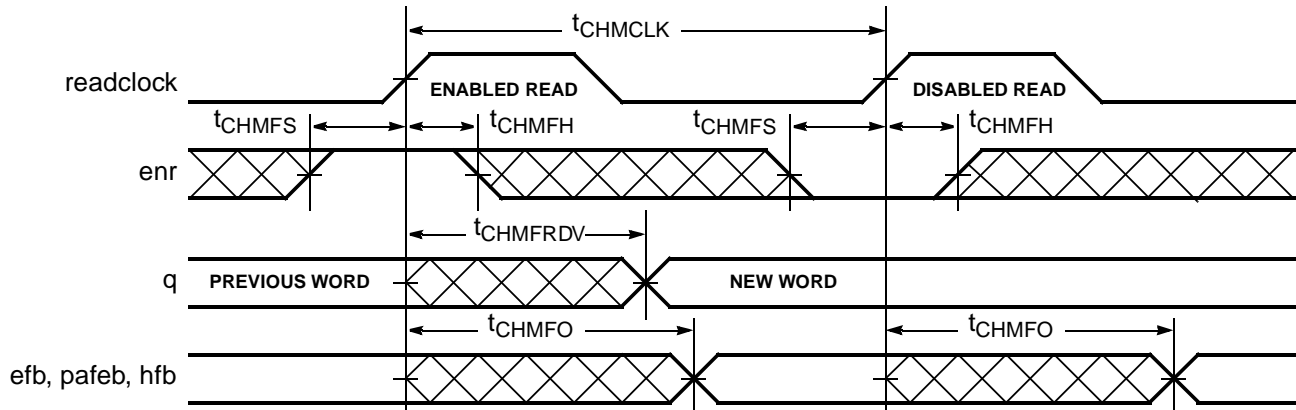 tCHMCLK
readclock
ENABLED READ
DISABLED READ
tCHMFS
tCHMFH
tCHMFS
tCHMFH
enr
tCHMFRDV
q
PREVIOUS WORD
NEW WORD
tCHMFO
tCHMFO
efb, pafeb, hfb